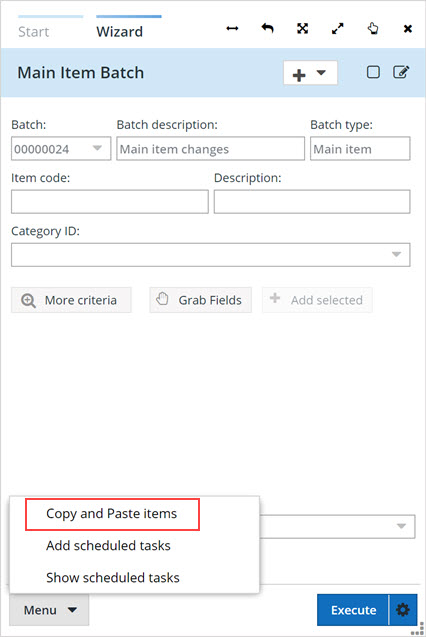 Start Wizard
Main Item Batch
Batch: Batch description: Batch type:
00000024 Main item changes Main item
Item code: Description:
Category ID:
More criteria Grab Fields Add selected
Copy and Paste items
Add scheduled tasks
Show scheduled tasks
Menu Execute